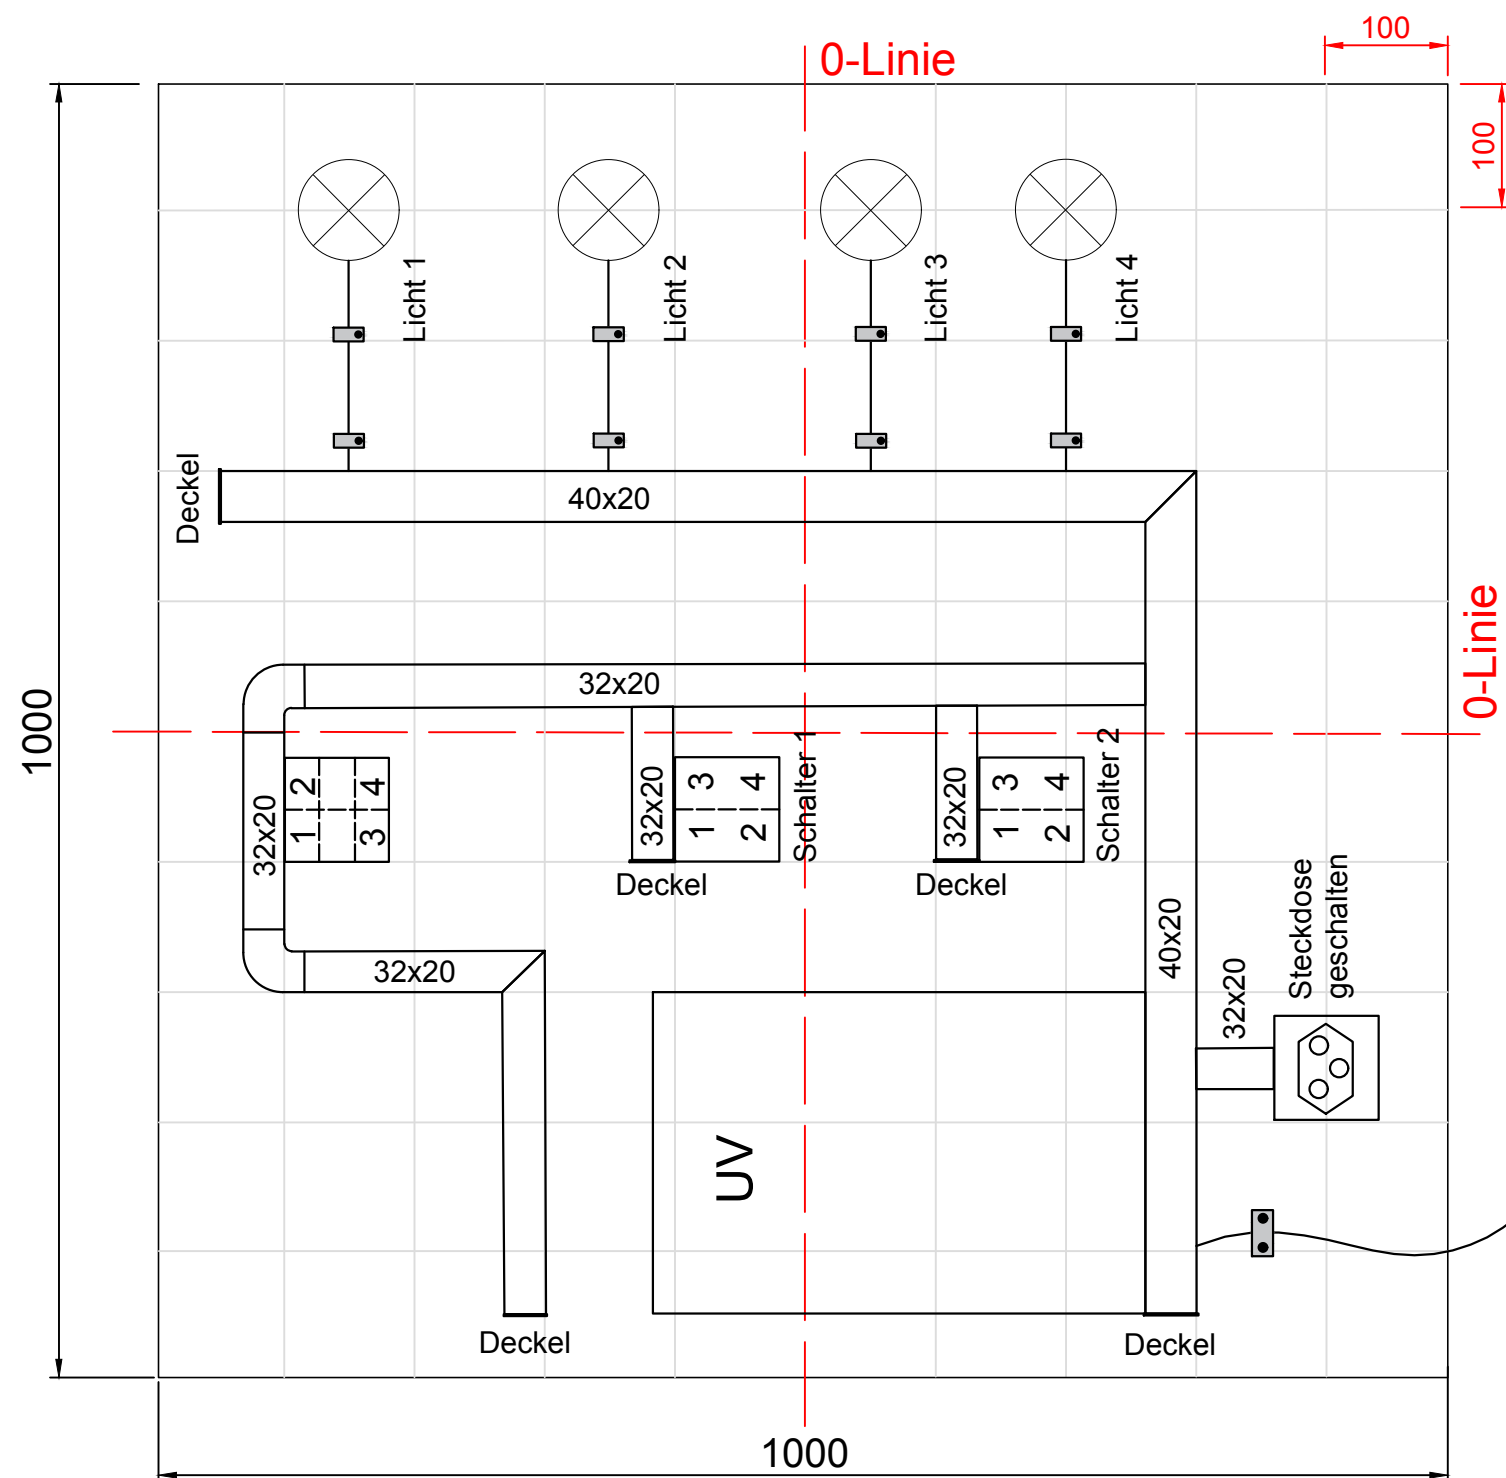 100
0-Linie
100
Licht 1
Licht 2
Licht 3
Licht 4
Deckel
40x20
0-Linie
32x20
1000
32x20
1 2
3 4
32x20
1 3
2 4
Schalter 1
32x20
1 3
2 4
Schalter 2
Deckel
Deckel
40x20
32x20
Steckdose
geschalten
32x20
UV
Deckel
Deckel
1000